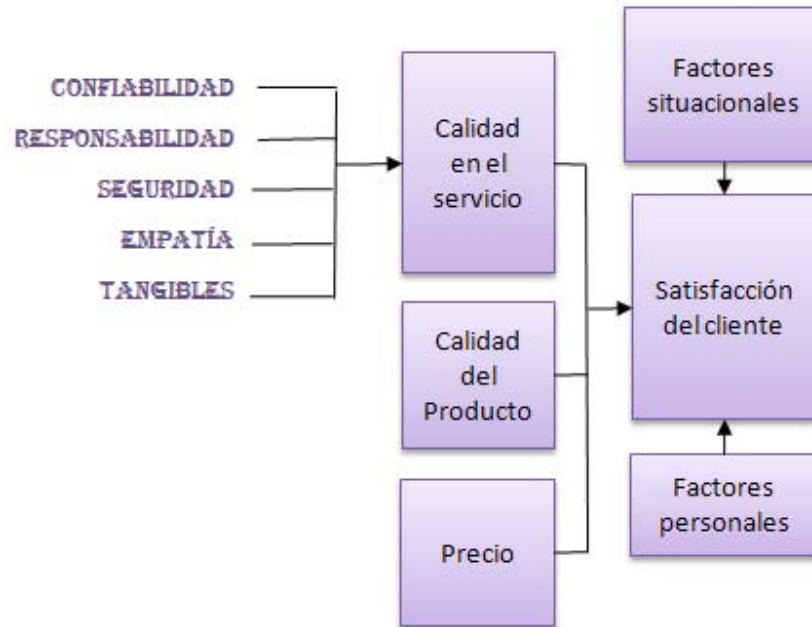 CONFIABILIDAD
RESPONSABILIDAD
SEGURIDAD
EMPATÍA
TANGIBLES
Calidad
en el
servicio
Calidad
del
Producto
Precio
Factores
situacionales
Satisfacción
del cliente
Factores
personales